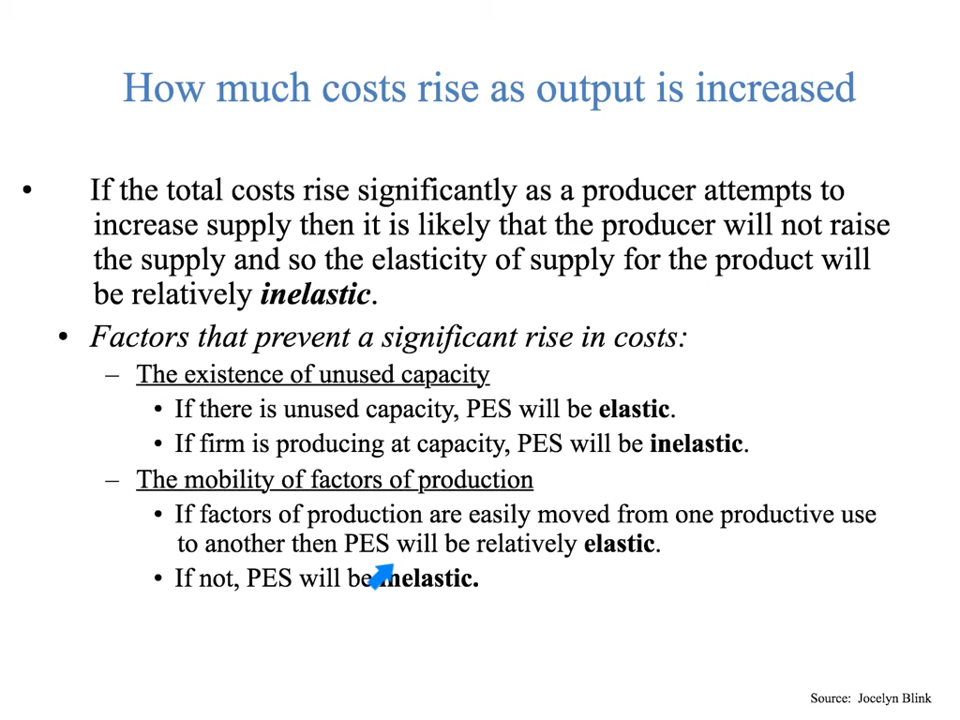 How much costs rise as output is increased
• If the total costs rise significantly as a producer attempts to
increase supply then it is likely that the producer will not raise
the supply and so the elasticity of supply for the product will
be relatively inelastic.
• Factors that prevent a significant rise in costs:
– The existence of unused capacity
• If there is unused capacity, PES will be elastic.
• If firm is producing at capacity, PES will be inelastic.
– The mobility of factors of production
• If factors of production are easily moved from one productive use
to another then PES will be relatively elastic.
• If not, PES will be inelastic.
Source: Jocelyn Blink